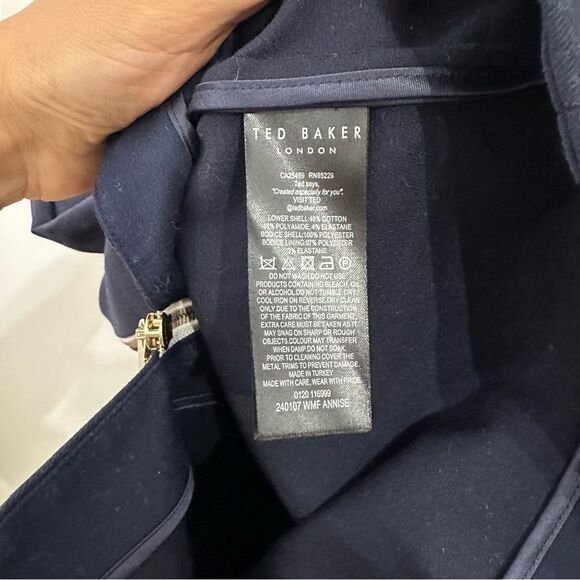 TED BAKER
LONDON
CA25469 RN95229
Ted says,
"Created especially for you".
VISIT TED
@tedbaker.com
LOWER SHELL:48% COTTON
48% POLYAMIDE, 4% ELASTANE
BODICE SHELL:100% POLYESTER
BODICE LINING:97% POLYESTER
3% ELASTANE
DO NOT WASH.DO NOT USE
PRODUCTS CONTAINING BLEACH, OIL
OR ALCOHOL.DO NOT TUMBLE DRY.
COOL IRON ON REVERSE.DRY CLEAN
ONLY.DUE TO THE CONSTRUCTION
OF THE FABRIC OF THIS GARMENT
EXTRA CARE MUST BE TAKEN AS IT
MAY SNAG ON SHARP OR ROUGH
OBJECTS.COLOUR MAY TRANSFER
WHEN DAMP.DO NOT SOAK.
PRIOR TO CLEANING COVER THE
METAL TRIMS TO PREVENT DAMAGE.
MADE IN TURKEY
MADE WITH CARE, WEAR WITH PRIDE
0120 116999
240107 WMF ANNISE